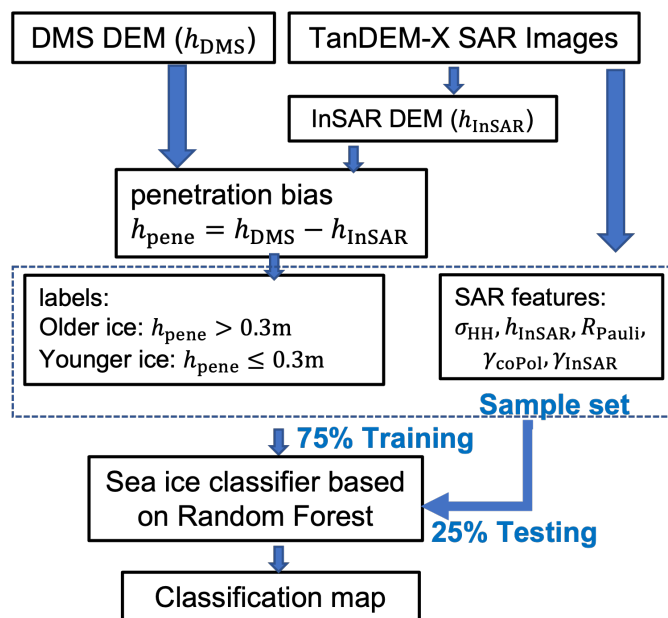 DMS DEM (h_DMS)
TanDEM-X SAR Images
InSAR DEM (h_InSAR)
penetration bias
h_pene = h_DMS − h_InSAR
labels:
Older ice: h_pene > 0.3m
Younger ice: h_pene ≤ 0.3m
SAR features:
σ_HH, h_InSAR, R_Pauli,
γ_coPol, γ_InSAR
Sample set
75% Training
Sea ice classifier based
on Random Forest
25% Testing
Classification map